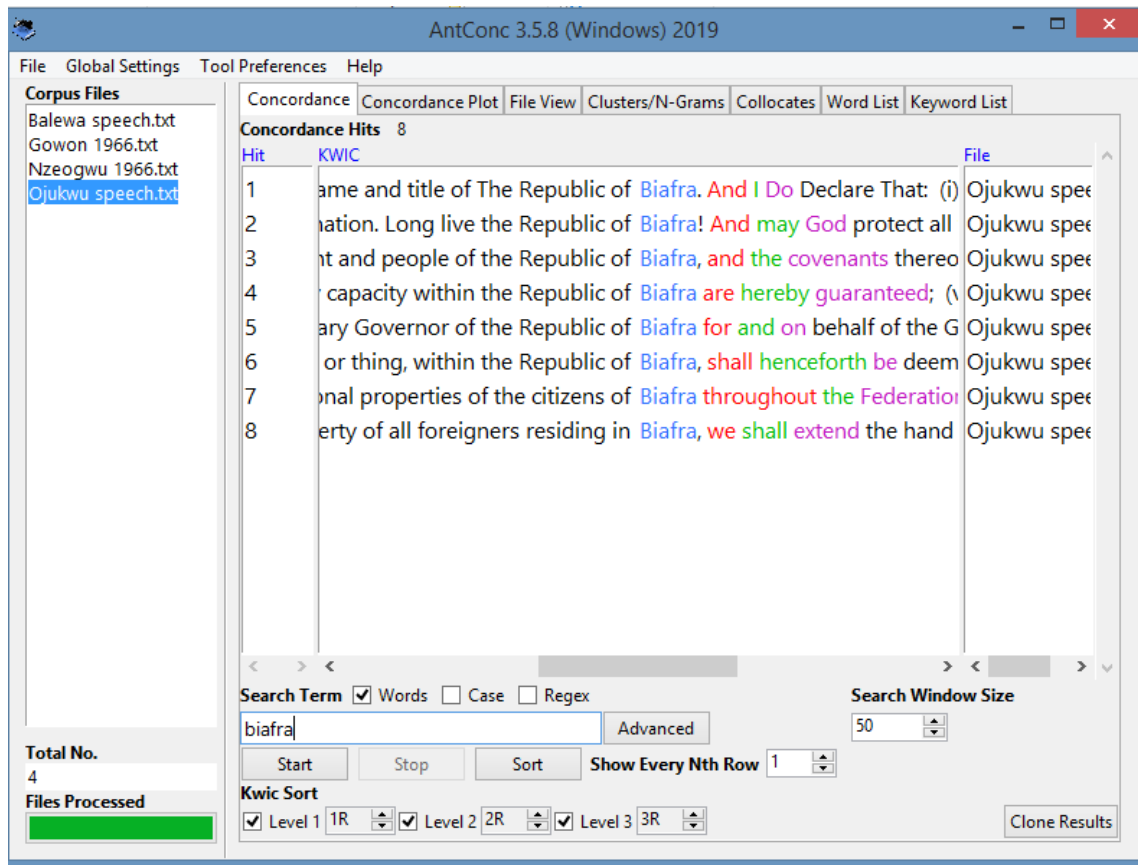 AntConc 3.5.8 (Windows) 2019
File Global Settings Tool Preferences Help
Corpus Files
Balewa speech.txt
Gowon 1966.txt
Nzeogwu 1966.txt
Ojukwu speech.txt
Total No.
4
Files Processed
Concordance Concordance Plot File View Clusters/N-Grams Collocates Word List Keyword List
Concordance Hits 8
Hit KWIC File
1 ame and title of The Republic of Biafra. And I Do Declare That: (i) Ojukwu spee
2 nation. Long live the Republic of Biafra! And may God protect all Ojukwu spee
3 nt and people of the Republic of Biafra, and the covenants thereo Ojukwu spee
4 capacity within the Republic of Biafra are hereby guaranteed; (v Ojukwu spee
5 ary Governor of the Republic of Biafra for and on behalf of the G Ojukwu spee
6 or thing, within the Republic of Biafra, shall henceforth be deem Ojukwu spee
7 onal properties of the citizens of Biafra throughout the Federation Ojukwu spee
8 erty of all foreigners residing in Biafra, we shall extend the hand Ojukwu spee
Search Term Words Case Regex Search Window Size
biafra Advanced 50
Start Stop Sort Show Every Nth Row 1
Kwic Sort
Level 1 1R Level 2 2R Level 3 3R Clone Results